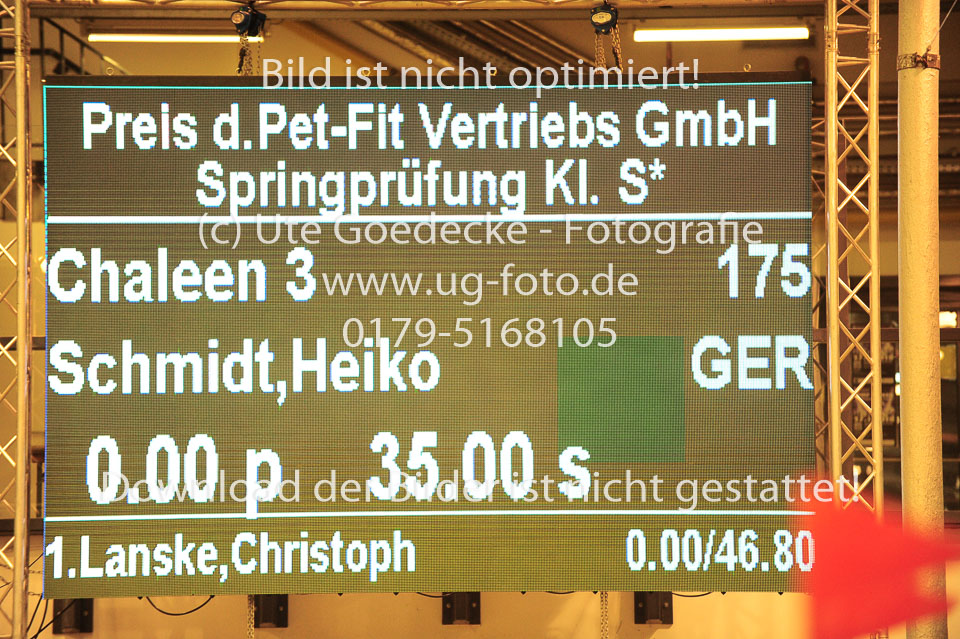 Bild ist nicht optimiert!
Preis d.Pet-Fit Vertriebs GmbH
Springprüfung Kl. S*
(c) Ute Goedecke - Fotografie
Chaleen 3 175
www.ug-foto.de
0179-5168105
Schmidt,Heiko GER
0.00 p 35.00 s
Download der Bilder ist nicht gestattet!
1.Lanske,Christoph 0.00/46.80